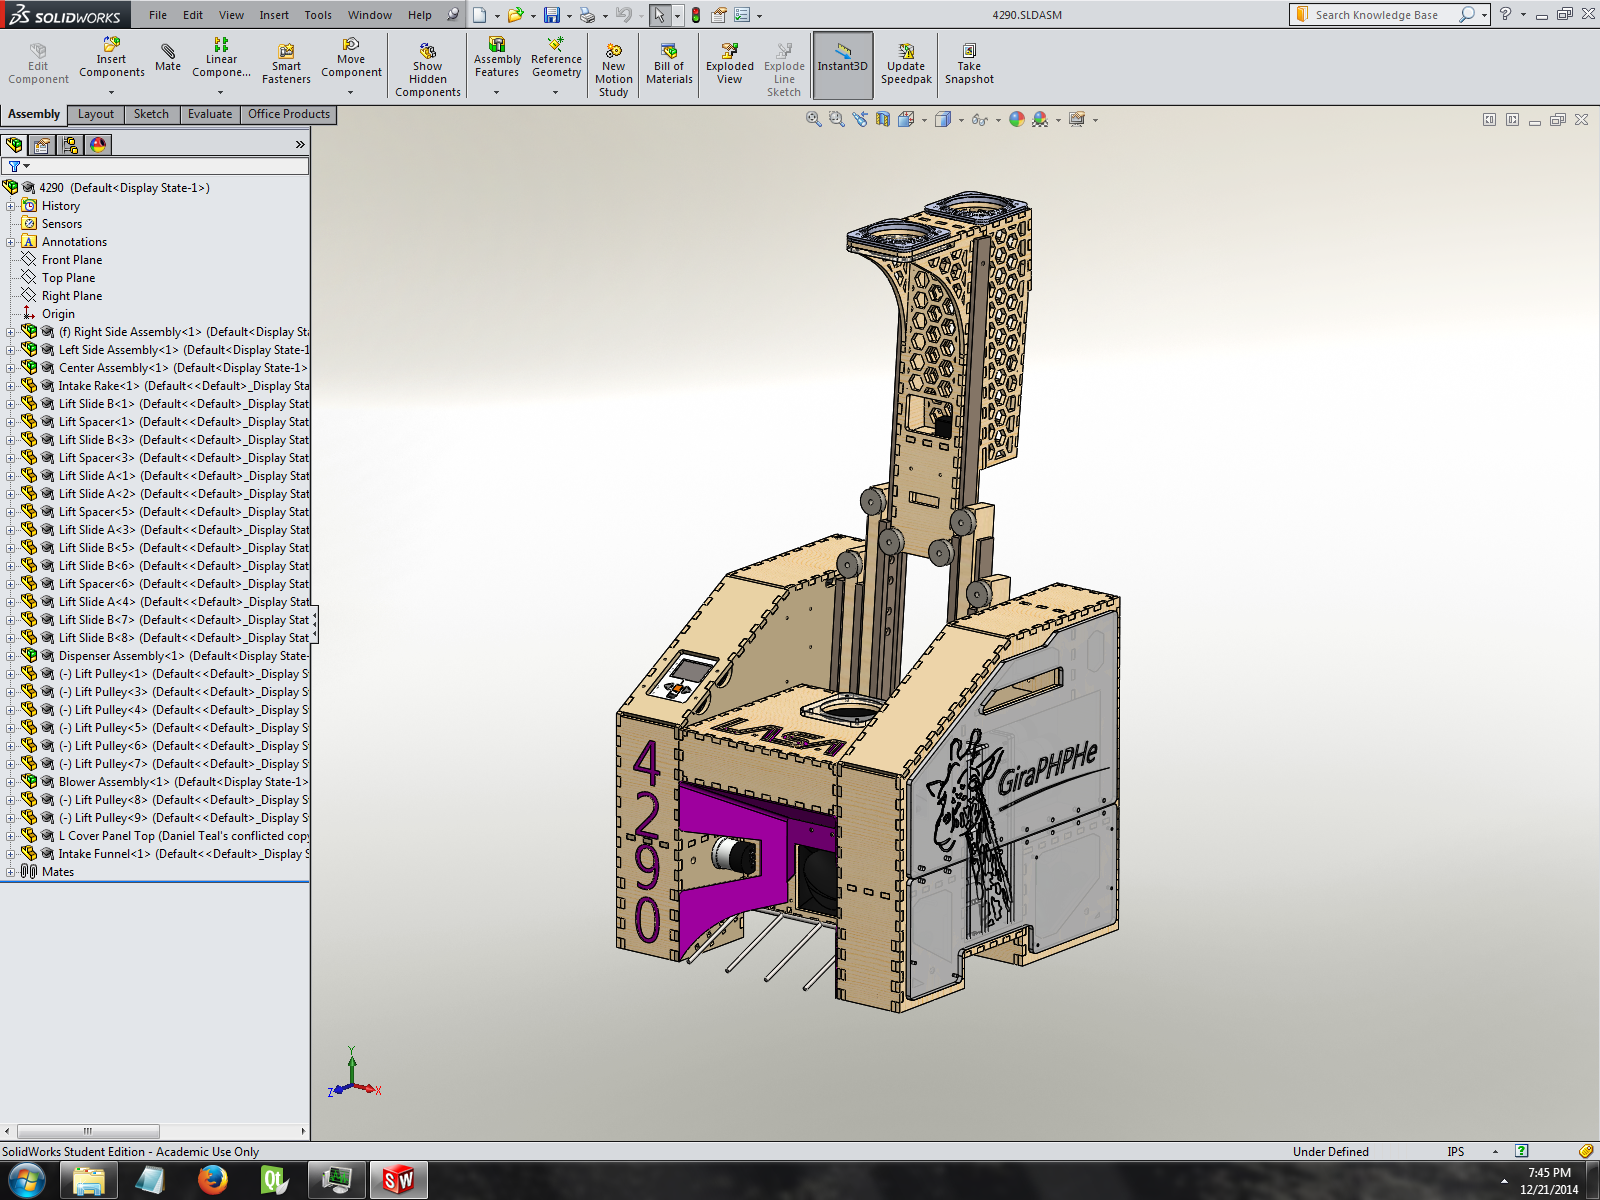 SOLIDWORKS
File Edit View Insert Tools Window Help
4290.SLDASM
Search Knowledge Base
Edit Component
Insert Components
Mate
Linear Compone...
Smart Fasteners
Move Component
Show Hidden Components
Assembly Features
Reference Geometry
New Motion Study
Bill of Materials
Exploded View
Explode Line Sketch
Instant3D
Update Speedpak
Take Snapshot
Assembly Layout Sketch Evaluate Office Products
4290 (Default<Display State-1>)
History
Sensors
Annotations
Front Plane
Top Plane
Right Plane
Origin
(f) Right Side Assembly<1> (Default<Display Sta
Left Side Assembly<1> (Default<Display State-1
Center Assembly<1> (Default<Display State-1>
Intake Rake<1> (Default<<Default>_Display Sta
Lift Slide B<1> (Default<<Default>_Display Stat
Lift Spacer<1> (Default<<Default>_Display Stat
Lift Slide B<3> (Default<<Default>_Display Stat
Lift Spacer<3> (Default<<Default>_Display Stat
Lift Slide A<1> (Default<<Default>_Display Stat
Lift Slide A<2> (Default<<Default>_Display Stat
Lift Spacer<5> (Default<<Default>_Display Stat
Lift Slide A<3> (Default<<Default>_Display Stat
Lift Slide B<5> (Default<<Default>_Display Stat
Lift Slide B<6> (Default<<Default>_Display Stat
Lift Spacer<6> (Default<<Default>_Display Stat
Lift Slide A<4> (Default<<Default>_Display Stat
Lift Slide B<7> (Default<<Default>_Display Stat
Lift Slide B<8> (Default<<Default>_Display Stat
Dispenser Assembly<1> (Default<Display State-
(-) Lift Pulley<1> (Default<<Default>_Display S
(-) Lift Pulley<3> (Default<<Default>_Display S
(-) Lift Pulley<4> (Default<<Default>_Display S
(-) Lift Pulley<5> (Default<<Default>_Display S
(-) Lift Pulley<6> (Default<<Default>_Display S
(-) Lift Pulley<7> (Default<<Default>_Display S
Blower Assembly<1> (Default<Display State-1>
(-) Lift Pulley<8> (Default<<Default>_Display S
(-) Lift Pulley<9> (Default<<Default>_Display S
L Cover Panel Top (Daniel Teal's conflicted copy
Intake Funnel<1> (Default<<Default>_Display S
Mates
LASA
4290
GiraPHPHe
Y
Z X
SolidWorks Student Edition - Academic Use Only
Under Defined
IPS
Qt
SW
7:45 PM
12/21/2014